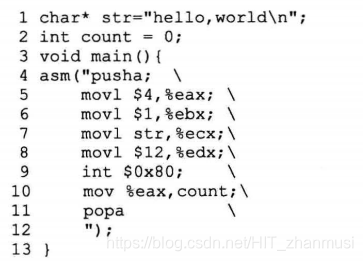 1 char* str="hello,world\n";
2 int count = 0;
3 void main(){
4 asm("pusha; \
5 movl $4,%eax; \
6 movl $1,%ebx; \
7 movl str,%ecx;\
8 movl $12,%edx;\
9 int $0x80; \
10 mov %eax,count;\
11 popa \
12 ");
13 }
https://blog.csdn.net/HIT_zhanmusi